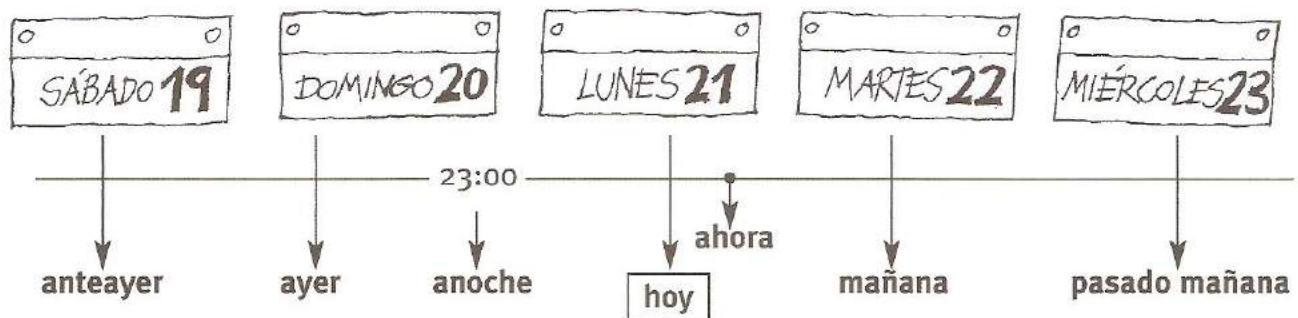 SÁBADO 19 DOMINGO 20 LUNES 21 MARTES 22 MIÉRCOLES 23
23:00
ahora
anteayer ayer anoche hoy mañana pasado mañana